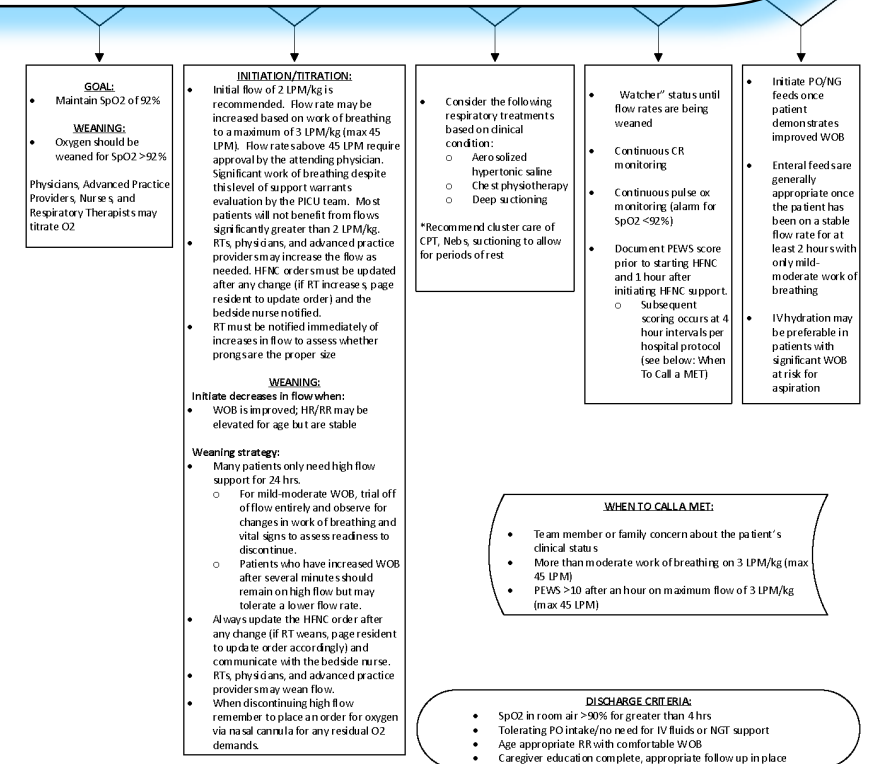 GOAL:
• Maintain SpO2 of 92%
WEANING:
• Oxygen should be
weaned for SpO2 >92%
Physicians, Advanced Practice
Providers, Nurses, and
Respiratory Therapists may
titrate O2
INITIATION/TITRATION:
• Initial flow of 2 LPM/kg is
recommended. Flow rate may be
increased based on work of breathing
to a maximum of 3 LPM/kg (max 45
LPM). Flow rates above 45 LPM require
approval by the attending physician.
Significant work of breathing despite
this level of support warrants
evaluation by the PICU team. Most
patients will not benefit from flows
significantly greater than 2 LPM/kg.
• RTs, physicians, and advanced practice
providers may increase the flow as
needed. HFNC orders must be updated
after any change (if RT increases, page
resident to update order) and the
bedside nurse notified.
• RT must be notified immediately of
increases in flow to assess whether
prongs are the proper size
WEANING:
Initiate decreases in flow when:
• WOB is improved; HR/RR may be
elevated for age but are stable
Weaning strategy:
• Many patients only need high flow
support for 24 hrs.
o For mild-moderate WOB, trial off
of flow entirely and observe for
changes in work of breathing and
vital signs to assess readiness to
discontinue.
o Patients who have increased WOB
after several minutes should
remain on high flow but may
tolerate a lower flow rate.
• Always update the HFNC order after
any change (if RT weans, page resident
to update order accordingly) and
communicate with the bedside nurse.
• RTs, physicians, and advanced practice
providers may wean flow.
• When discontinuing high flow
remember to place an order for oxygen
via nasal cannula for any residual O2
demands.
• Consider the following
respiratory treatments
based on clinical
condition:
o Aerosolized
hypertonic saline
o Chest physiotherapy
o Deep suctioning
*Recommend cluster care of
CPT, Nebs, suctioning to allow
for periods of rest
• Watcher" status until
flow rates are being
weaned
• Continuous CR
monitoring
• Continuous pulse ox
monitoring (alarm for
SpO2 <92%)
• Document PEWS score
prior to starting HFNC
and 1 hour after
initiating HFNC support.
o Subsequent
scoring occurs at 4
hour intervals per
hospital protocol
(see below: When
To Call a MET)
• Initiate PO/NG
feeds once
patient
demonstrates
improved WOB
• Enteral feeds are
generally
appropriate once
the patient has
been on a stable
flow rate for at
least 2 hours with
only mild-
moderate work of
breathing
• IV hydration may
be preferable in
patients with
significant WOB
at risk for
aspiration
WHEN TO CALL A MET:
• Team member or family concern about the patient's
clinical status
• More than moderate work of breathing on 3 LPM/kg (max
45 LPM)
• PEWS >10 after an hour on maximum flow of 3 LPM/kg
(max 45 LPM)
DISCHARGE CRITERIA:
• SpO2 in room air >90% for greater than 4 hrs
• Tolerating PO intake/no need for IV fluids or NGT support
• Age appropriate RR with comfortable WOB
• Caregiver education complete, appropriate follow up in place